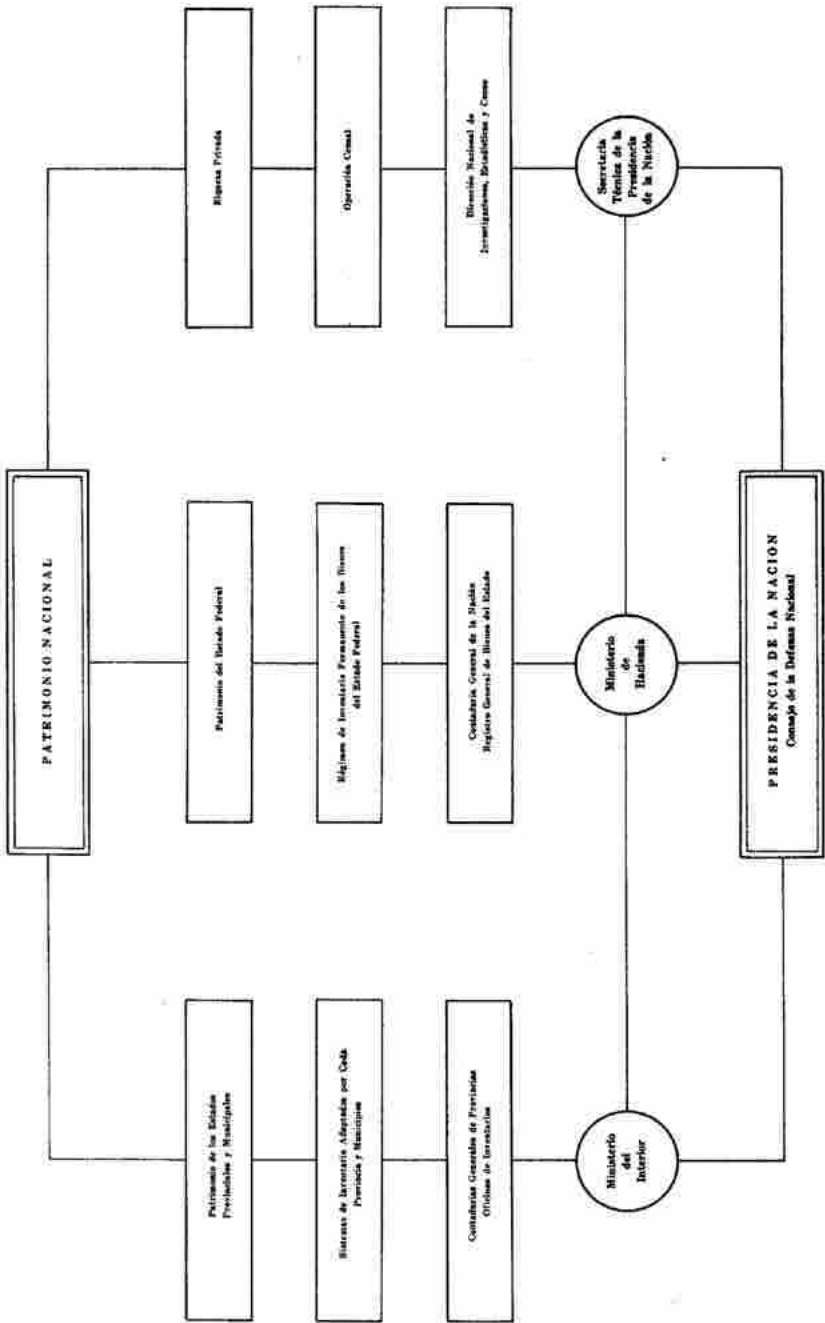 PATRIMONIO NACIONAL
Patrimonio de los Estados
Provinciales y Municipales
Patrimonio del Estado Federal
Riqueza Privada
Sistemas de Inventario Adoptados por Cada
Provincia y Municipios
Régimen de Inventario Permanente de los Bienes
del Estado Federal
Operación Censal
Contadurías Generales de Provincias
Oficinas de Inventarios
Contaduría General de la Nación
Registro General de Bienes del Estado
Dirección Nacional de
Investigaciones, Estadísticas y Censo
Ministerio
del
Interior
Ministerio
de
Hacienda
Secretaría
Técnica de la
Presidencia
de la Nación
PRESIDENCIA DE LA NACION
Consejo de la Defensa Nacional